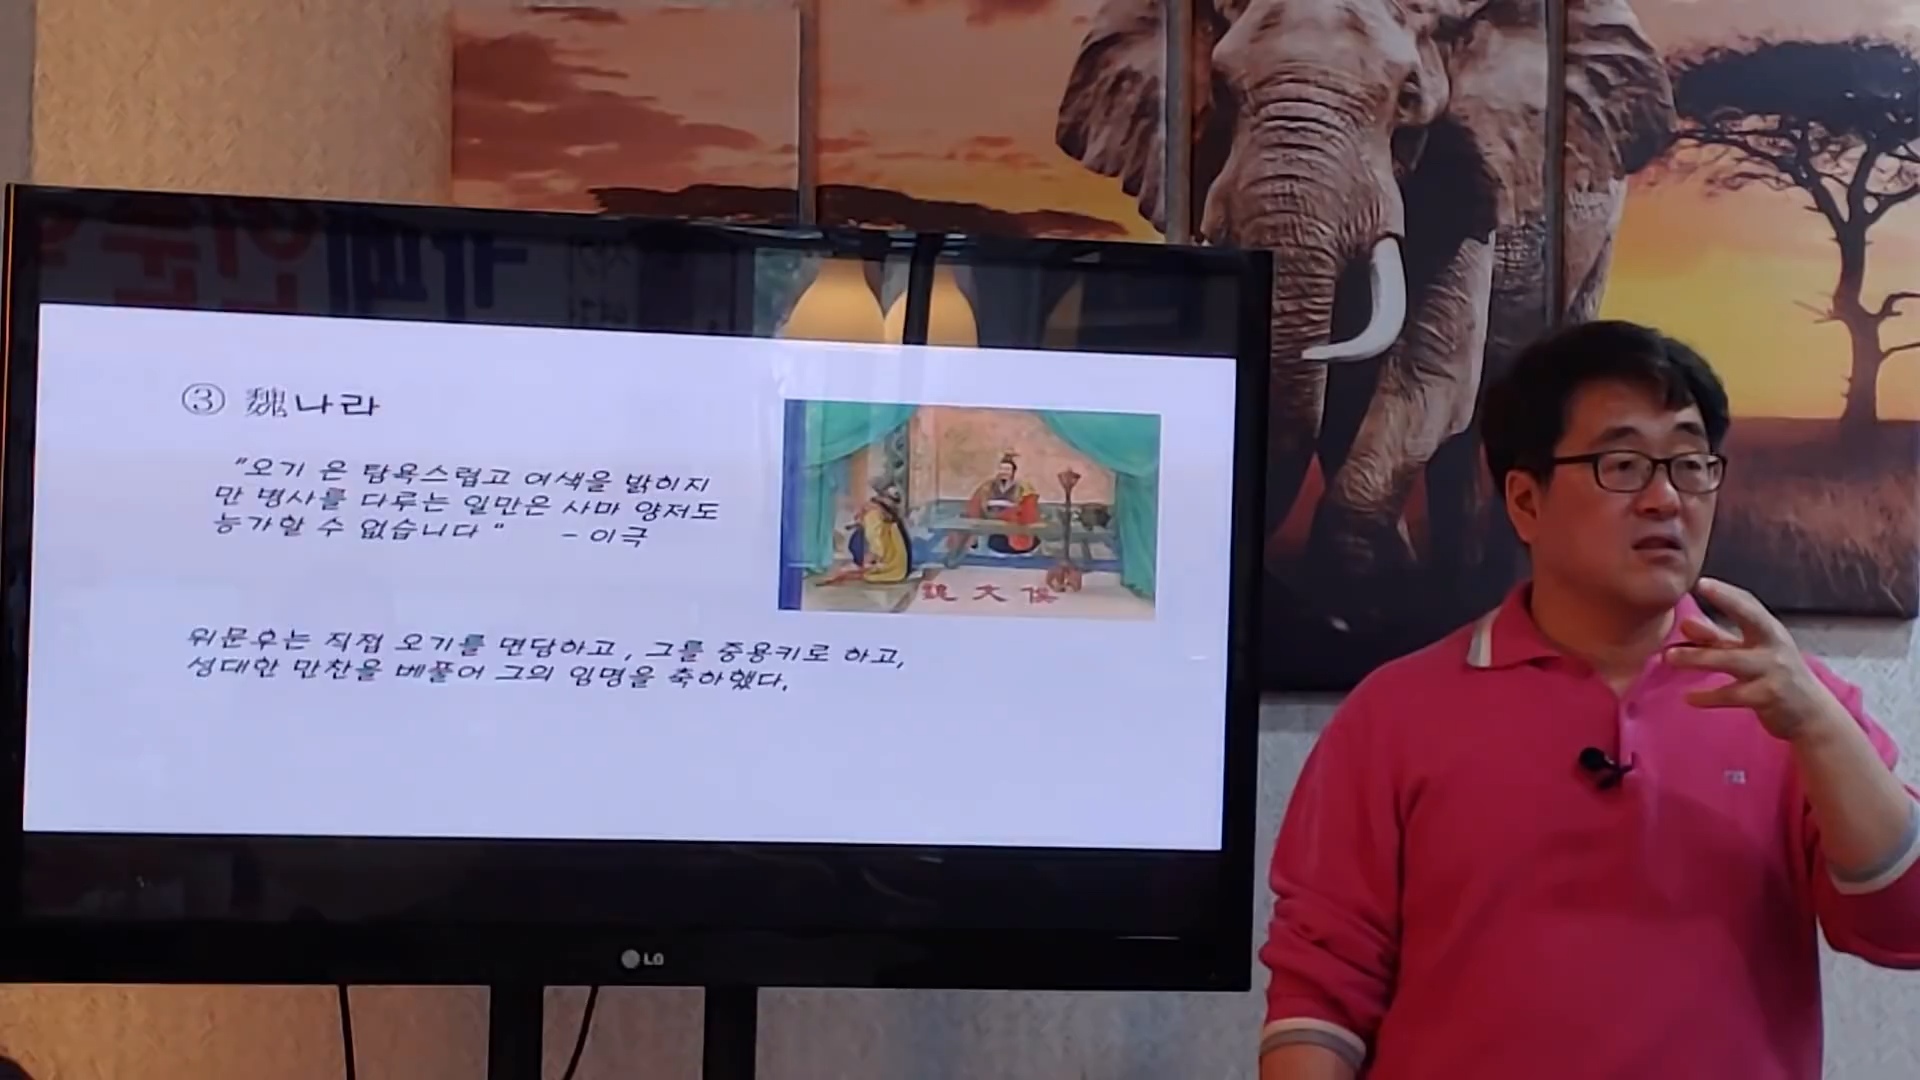 ③ 魏나라
"오기 은 탐욕스럽고 여색을 밝히지
만 병사를 다루는 일만은 사마 양저도
능가할 수 없습니다" - 이극
魏文侯
위문후는 직접 오기를 면담하고, 그를 중용키로 하고,
성대한 만찬을 베풀어 그의 임명을 축하했다.
LG